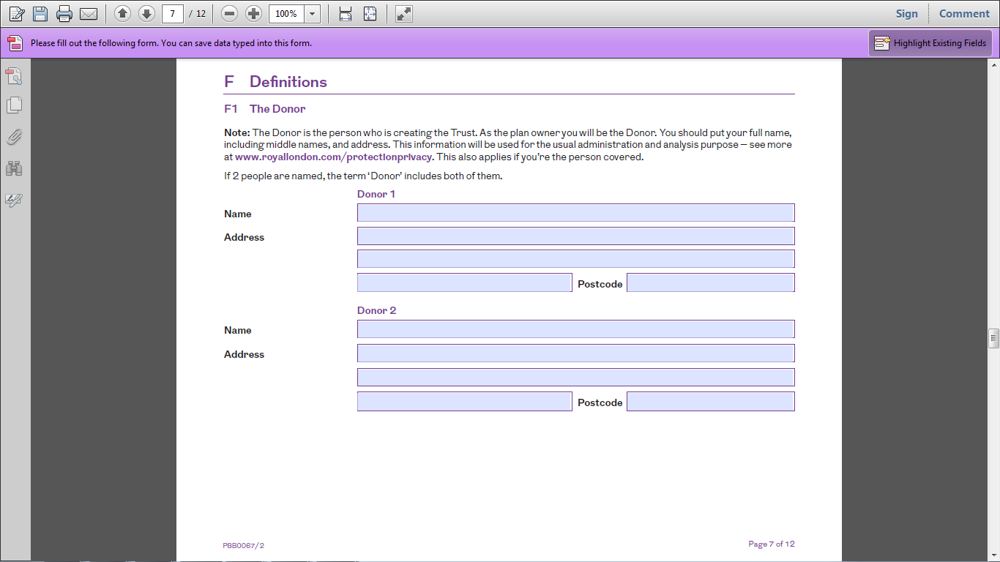 7 / 12 100% Sign Comment
Please fill out the following form. You can save data typed into this form. Highlight Existing Fields
F Definitions
F1 The Donor
Note: The Donor is the person who is creating the Trust. As the plan owner you will be the Donor. You should put your full name,
including middle names, and address. This information will be used for the usual administration and analysis purpose – see more
at www.royallondon.com/protectionprivacy. This also applies if you're the person covered.
If 2 people are named, the term ‘Donor’ includes both of them.
Donor 1
Name
Address
Postcode
Donor 2
Name
Address
Postcode
P8B0067/2 Page 7 of 12